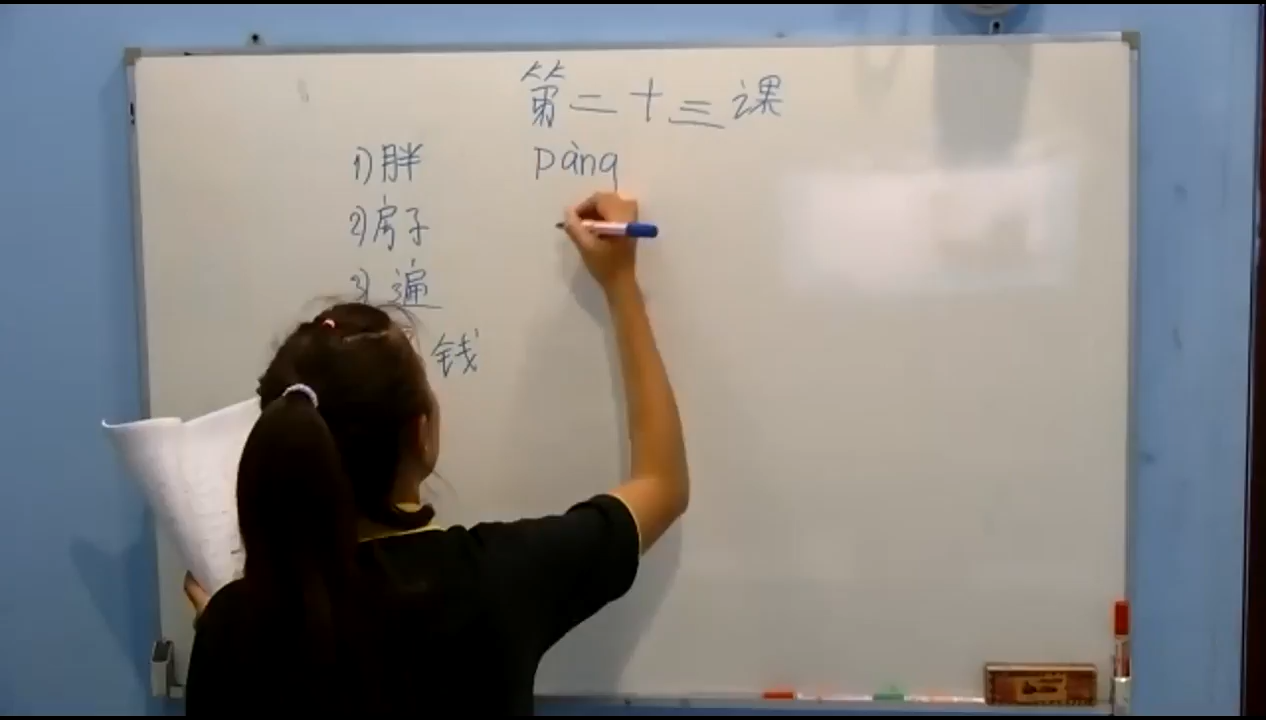 第二十三课
1) 胖 pàng
2) 房子
3) 遍
钱